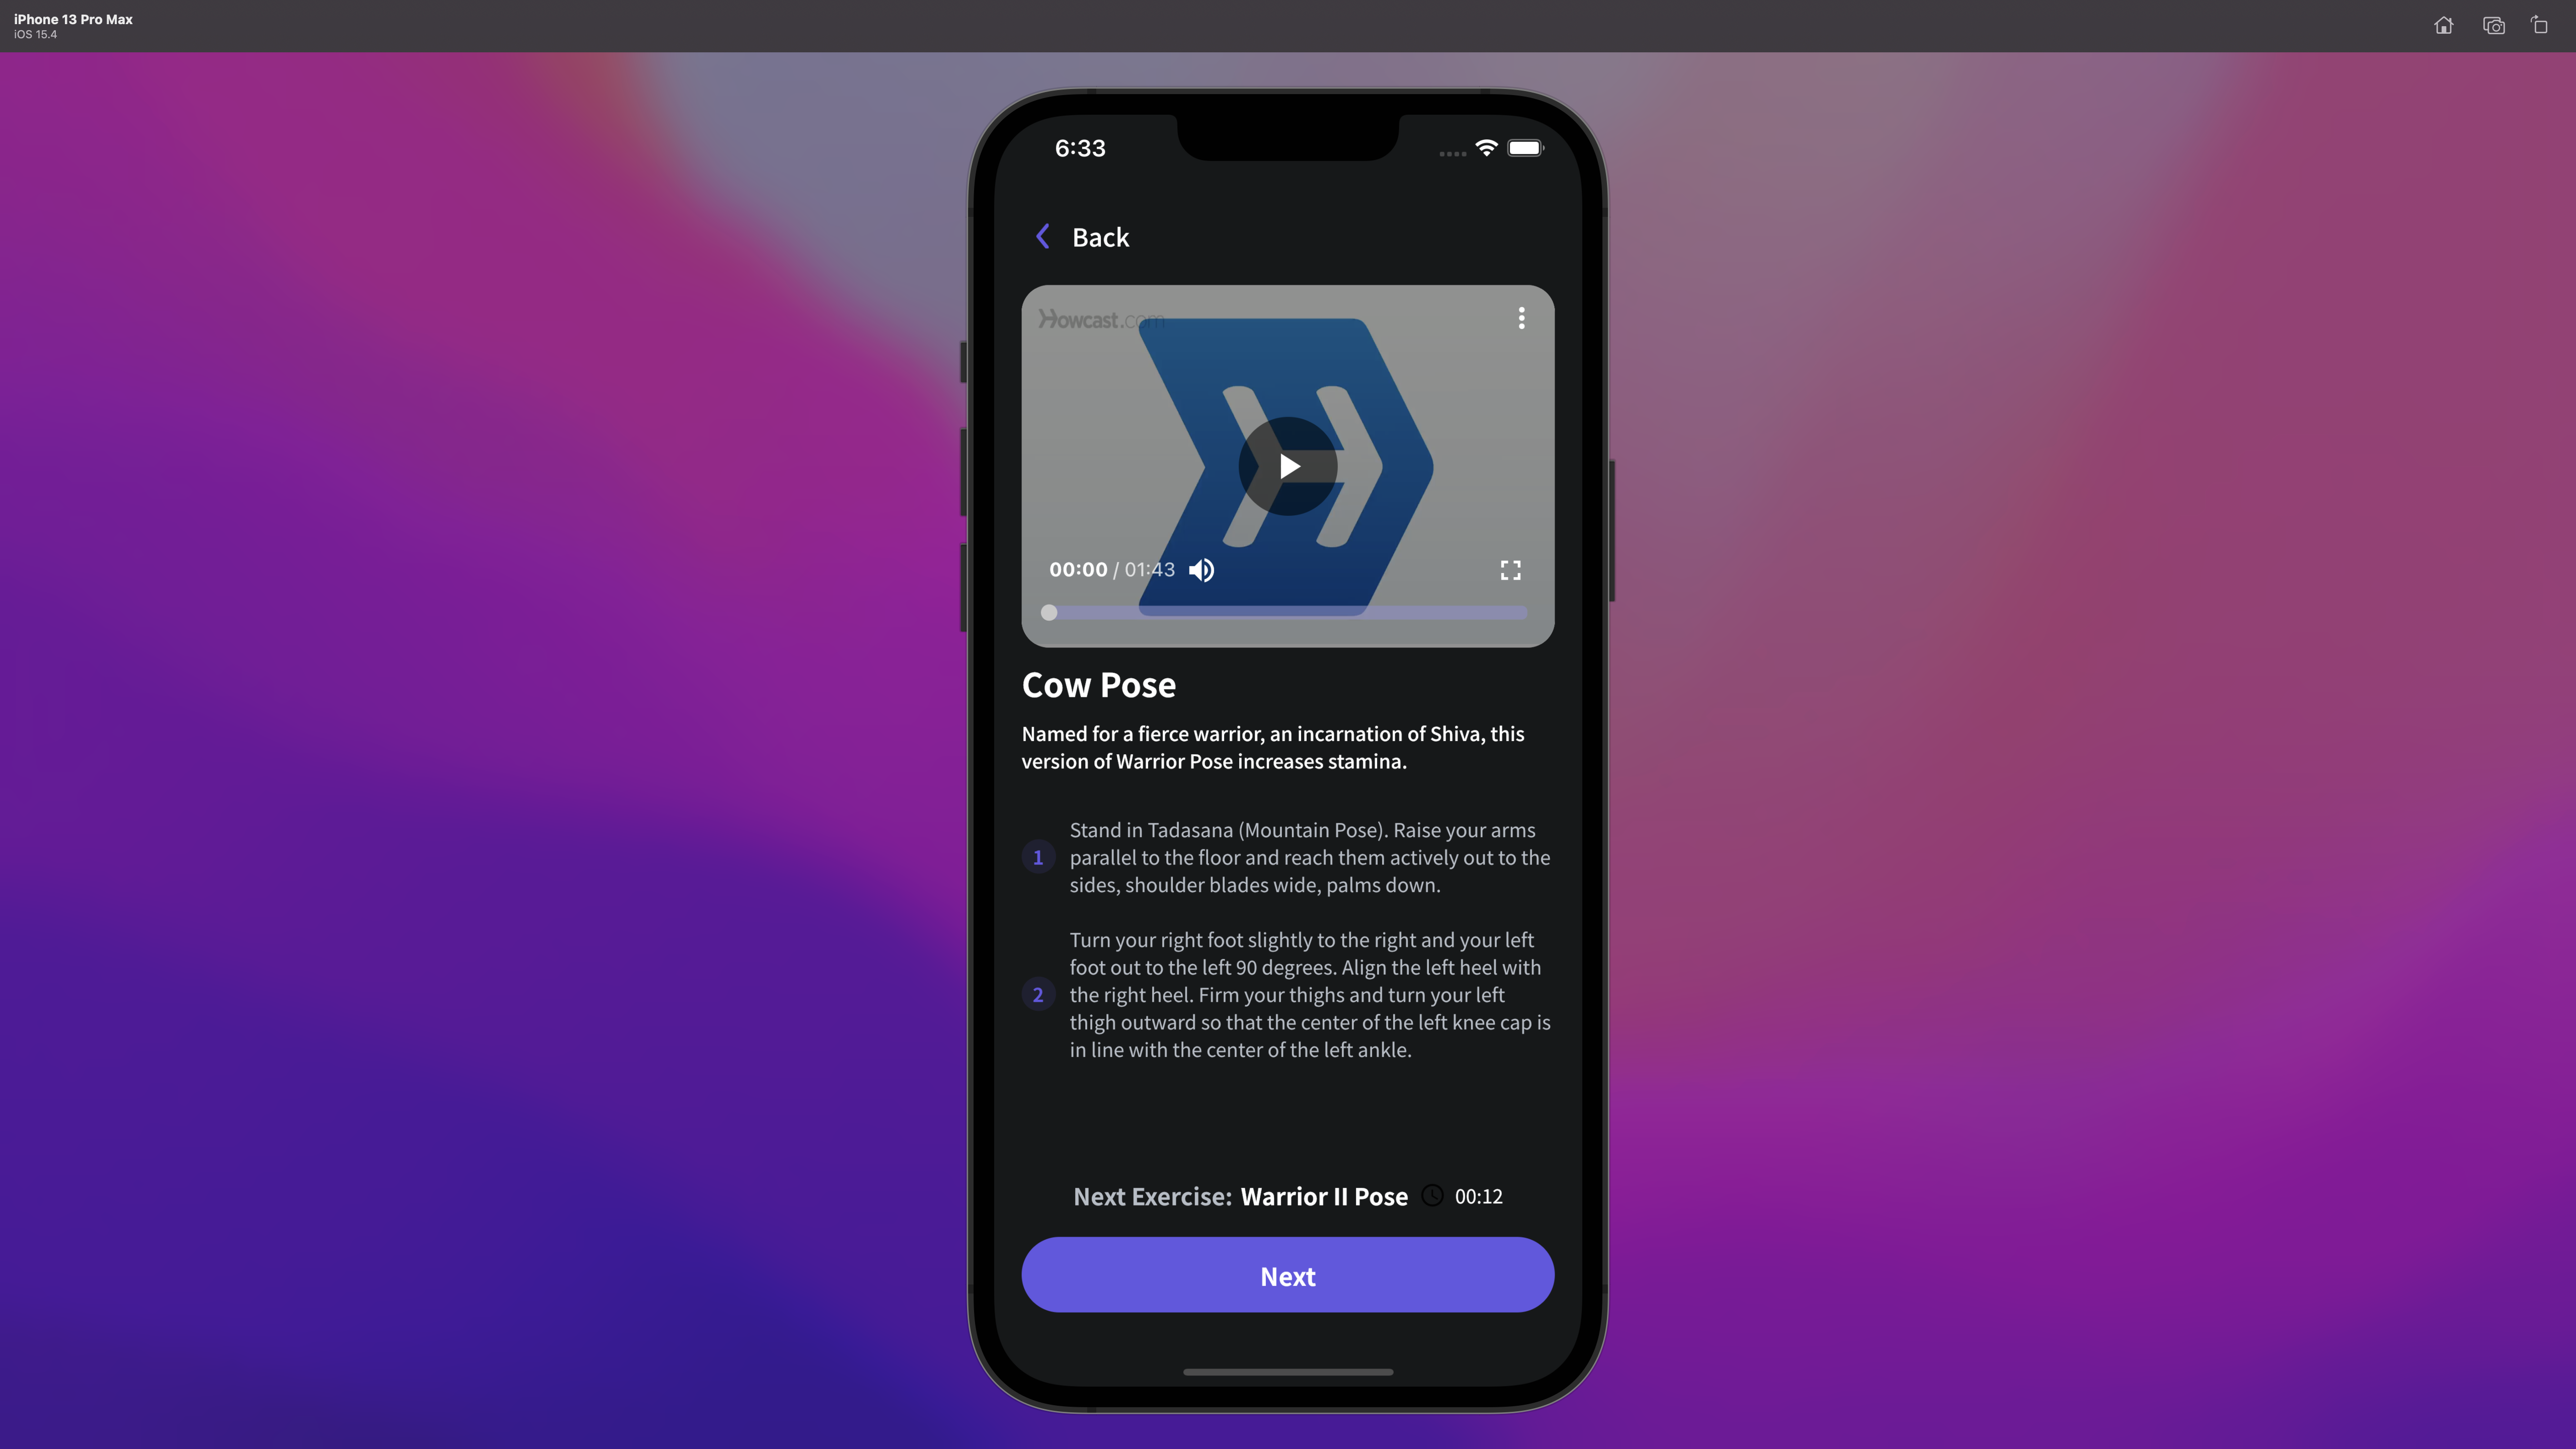 iPhone 13 Pro Max
iOS 15.4
6:33
Back
Howcast.com
00:00 / 01:43
Cow Pose
Named for a fierce warrior, an incarnation of Shiva, this
version of Warrior Pose increases stamina.
1
Stand in Tadasana (Mountain Pose). Raise your arms
parallel to the floor and reach them actively out to the
sides, shoulder blades wide, palms down.
2
Turn your right foot slightly to the right and your left
foot out to the left 90 degrees. Align the left heel with
the right heel. Firm your thighs and turn your left
thigh outward so that the center of the left knee cap is
in line with the center of the left ankle.
Next Exercise: Warrior II Pose 00:12
Next